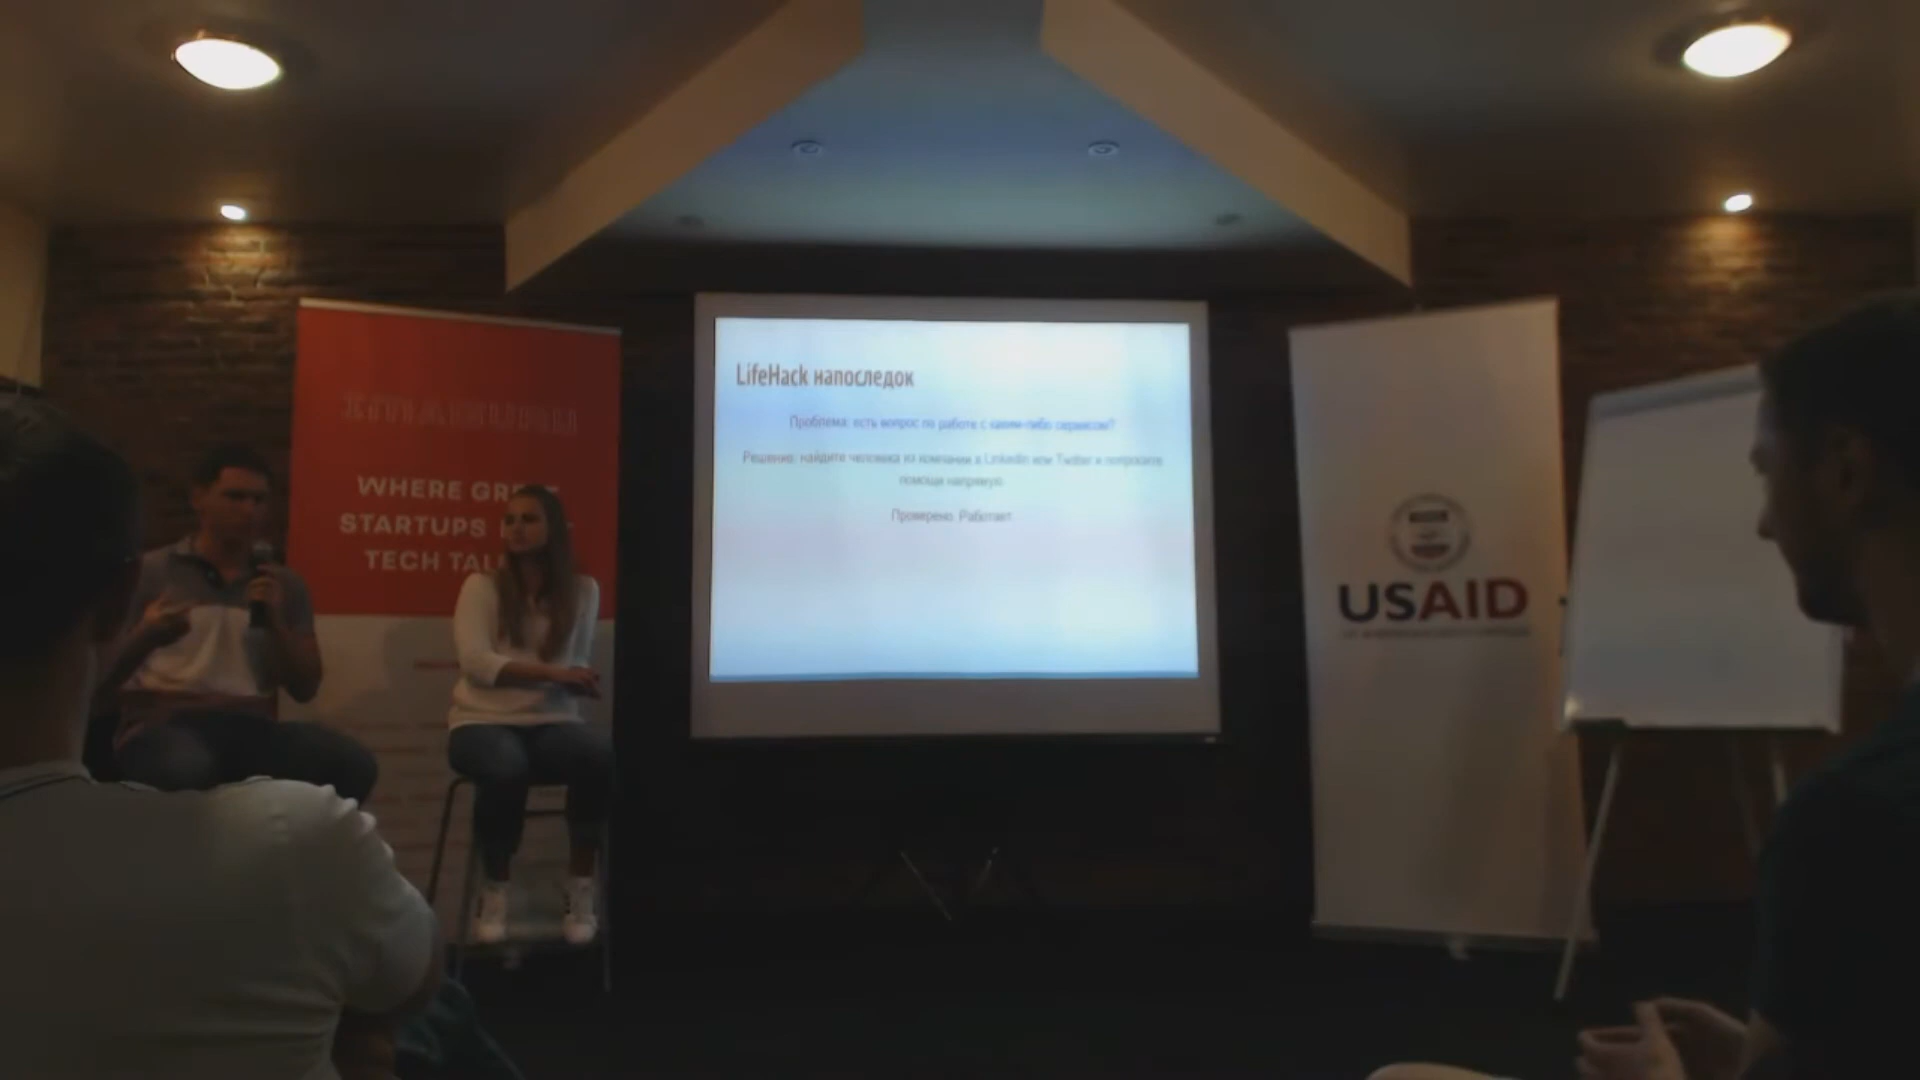 WHERE GR
STARTUPS
TECH TAL
LifeHack напоследок
Проблема: есть вопрос по работе с каким-либо сервисом?
Решение: найдите человека из компании в LinkedIn или Twitter и попросите
помощи напрямую.
Проверено. Работает.
USAID